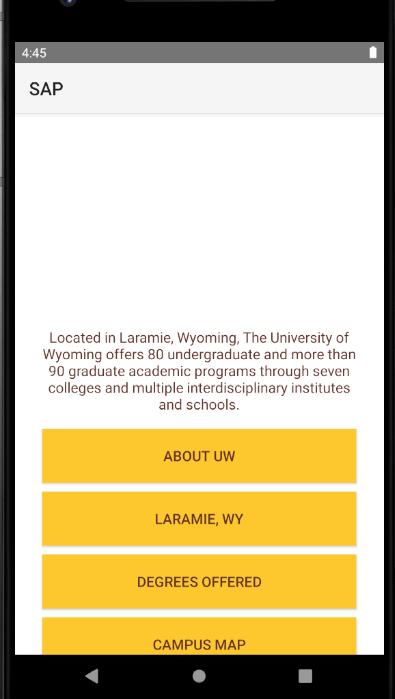 4:45
SAP
Located in Laramie, Wyoming, The University of
Wyoming offers 80 undergraduate and more than
90 graduate academic programs through seven
colleges and multiple interdisciplinary institutes
and schools.
ABOUT UW
LARAMIE, WY
DEGREES OFFERED
CAMPUS MAP